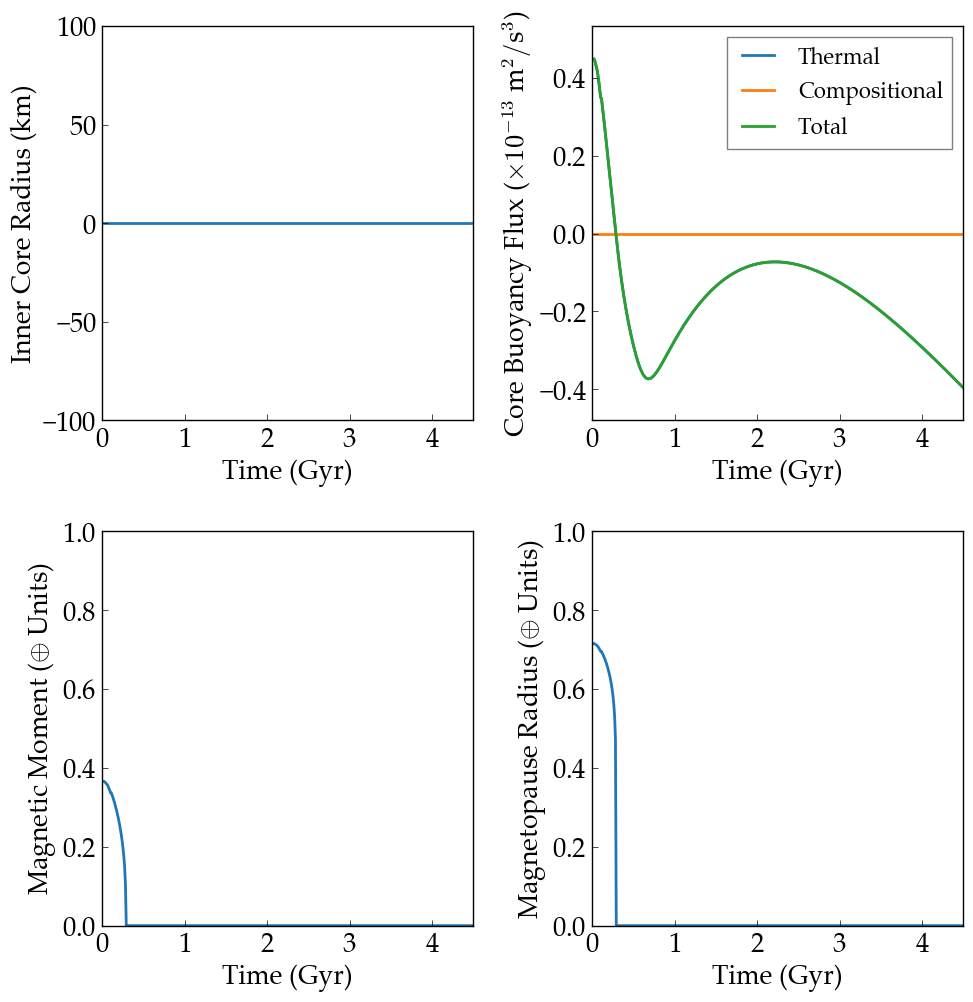 100
50
0
−50
−100
0 1 2 3 4
Time (Gyr)
Inner Core Radius (km)
0.4
0.2
0.0
−0.2
−0.4
0 1 2 3 4
Time (Gyr)
Core Buoyancy Flux (×10⁻¹³ m²/s³)
Thermal
Compositional
Total
1.0
0.8
0.6
0.4
0.2
0.0
0 1 2 3 4
Time (Gyr)
Magnetic Moment (⊕ Units)
1.0
0.8
0.6
0.4
0.2
0.0
0 1 2 3 4
Time (Gyr)
Magnetopause Radius (⊕ Units)